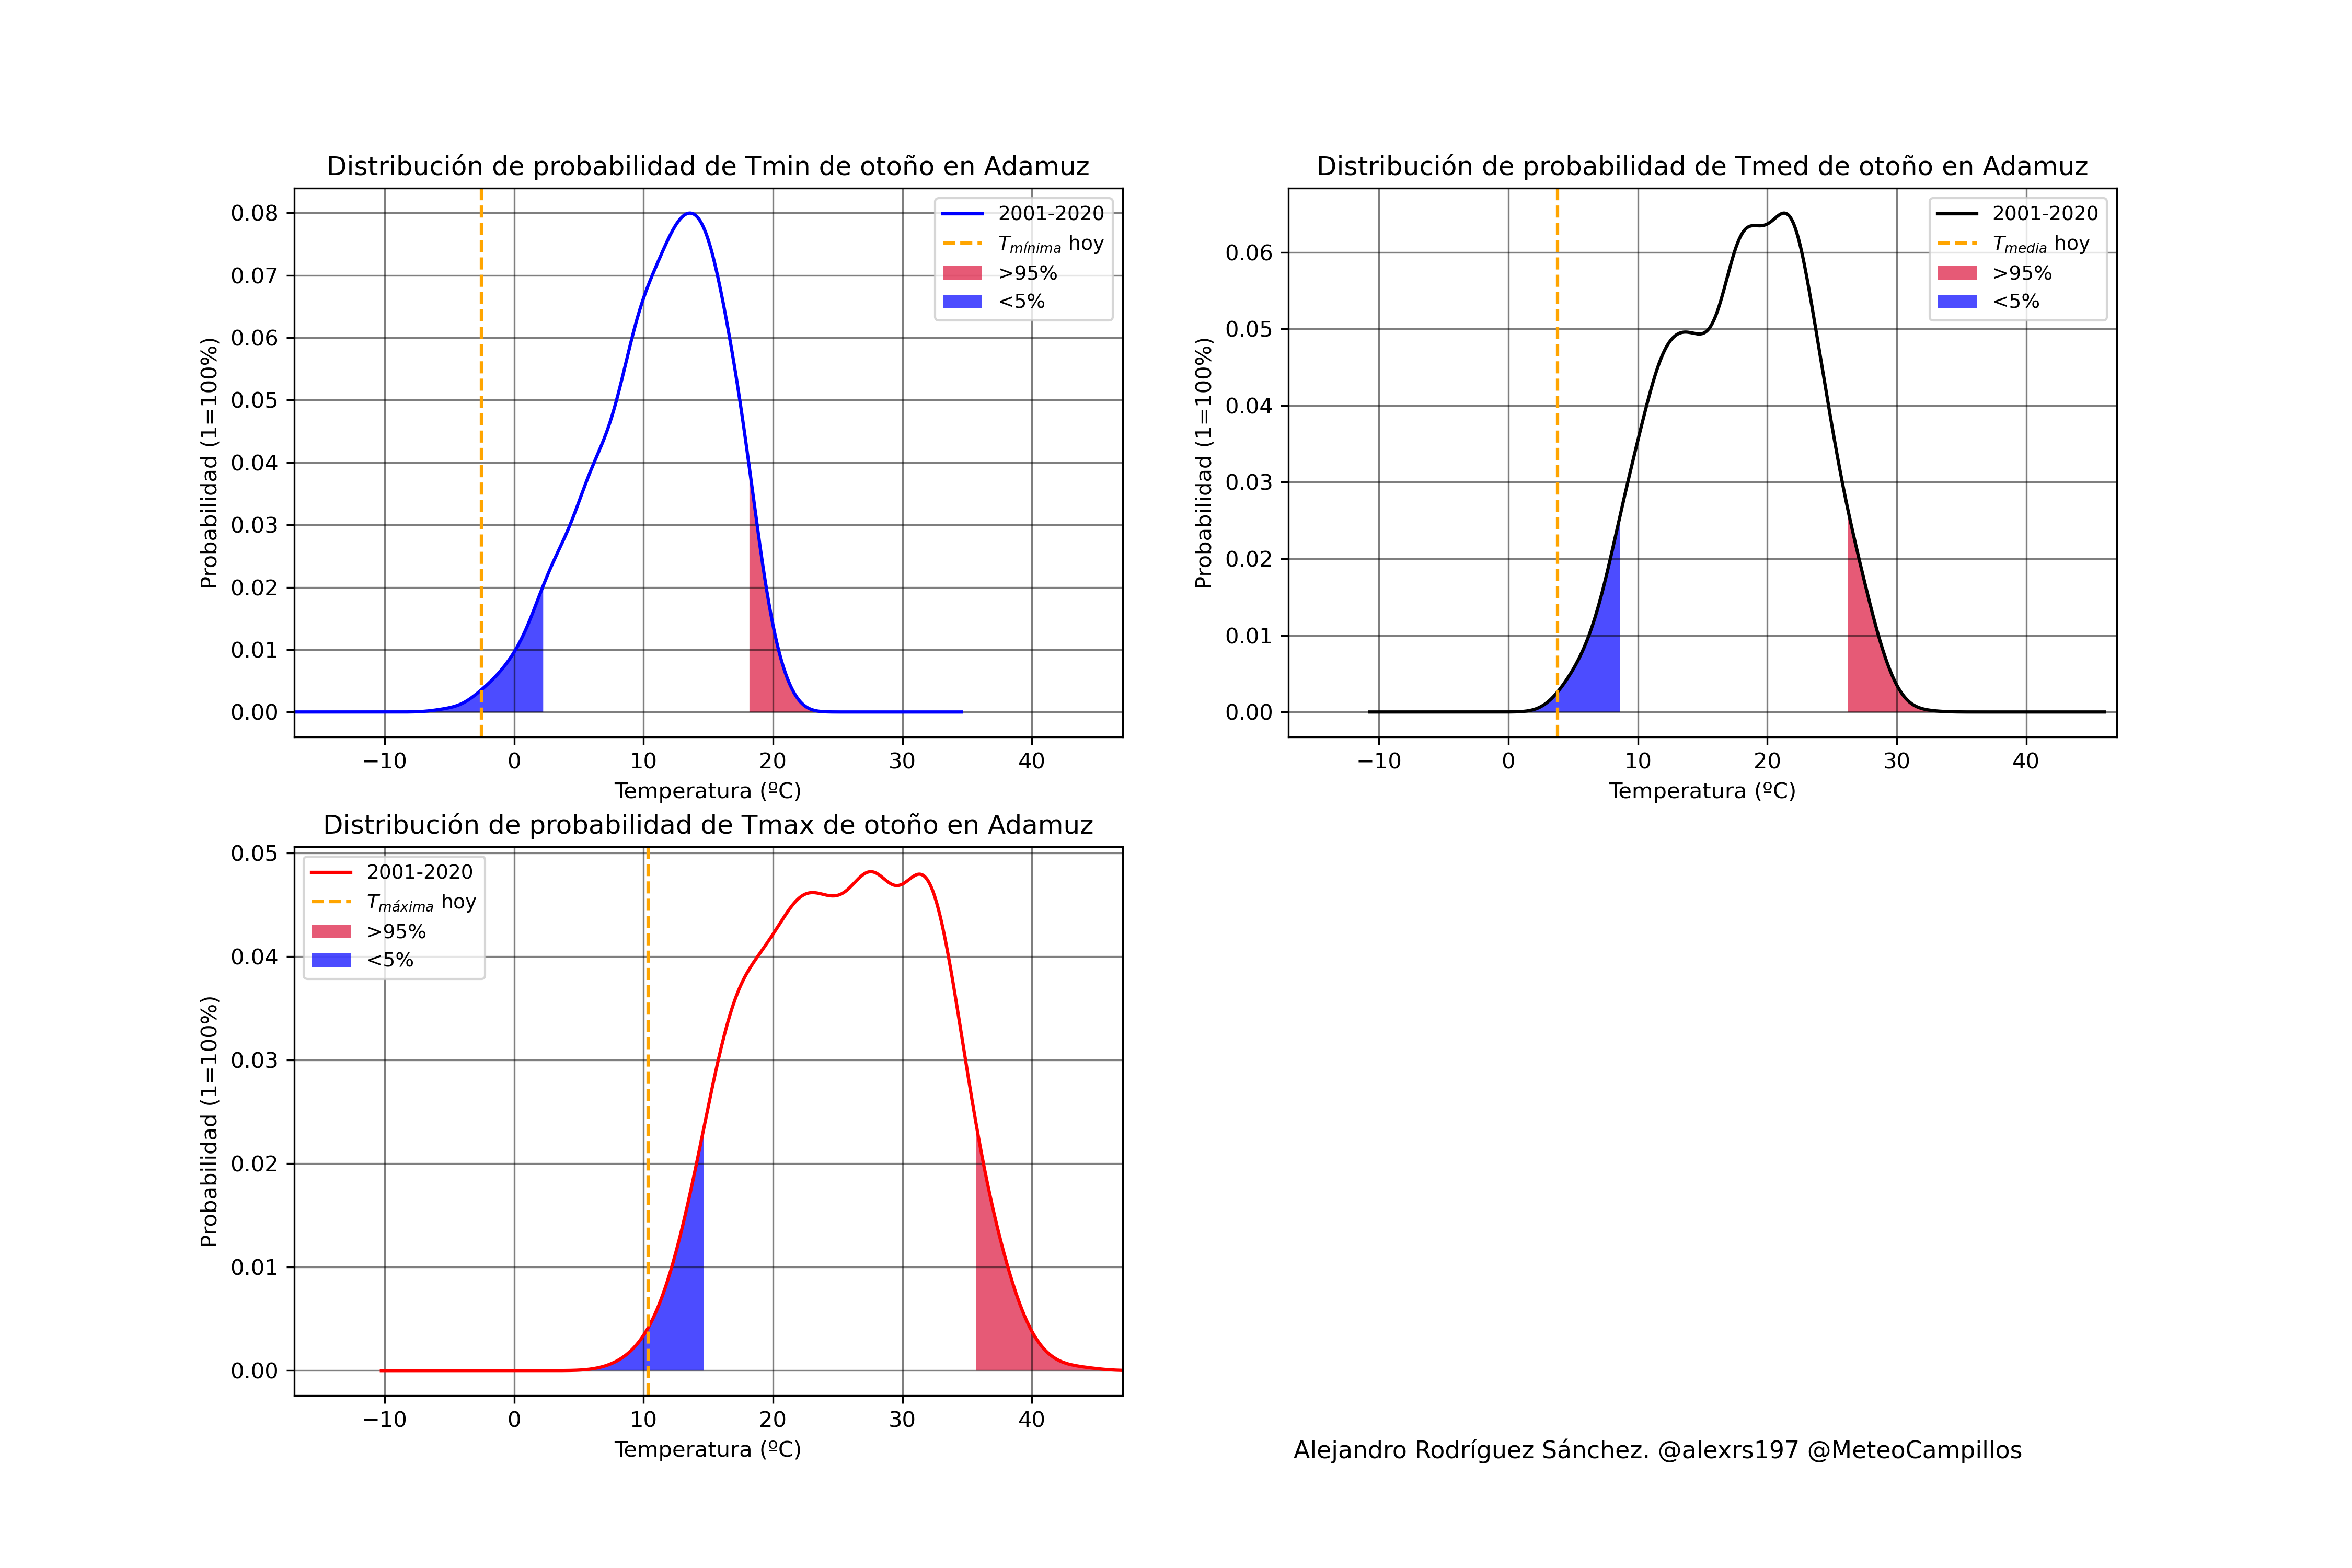 Distribución de probabilidad de Tmin de otoño en Adamuz
Probabilidad (1=100%)
0.08
0.07
0.06
0.05
0.04
0.03
0.02
0.01
0.00
2001-2020
Tmínima hoy
>95%
<5%
−10 0 10 20 30 40
Temperatura (ºC)
Distribución de probabilidad de Tmed de otoño en Adamuz
Probabilidad (1=100%)
0.06
0.05
0.04
0.03
0.02
0.01
0.00
2001-2020
Tmedia hoy
>95%
<5%
−10 0 10 20 30 40
Temperatura (ºC)
Distribución de probabilidad de Tmax de otoño en Adamuz
Probabilidad (1=100%)
0.05
0.04
0.03
0.02
0.01
0.00
2001-2020
Tmáxima hoy
>95%
<5%
−10 0 10 20 30 40
Temperatura (ºC)
Alejandro Rodríguez Sánchez. @alexrs197 @MeteoCampillos